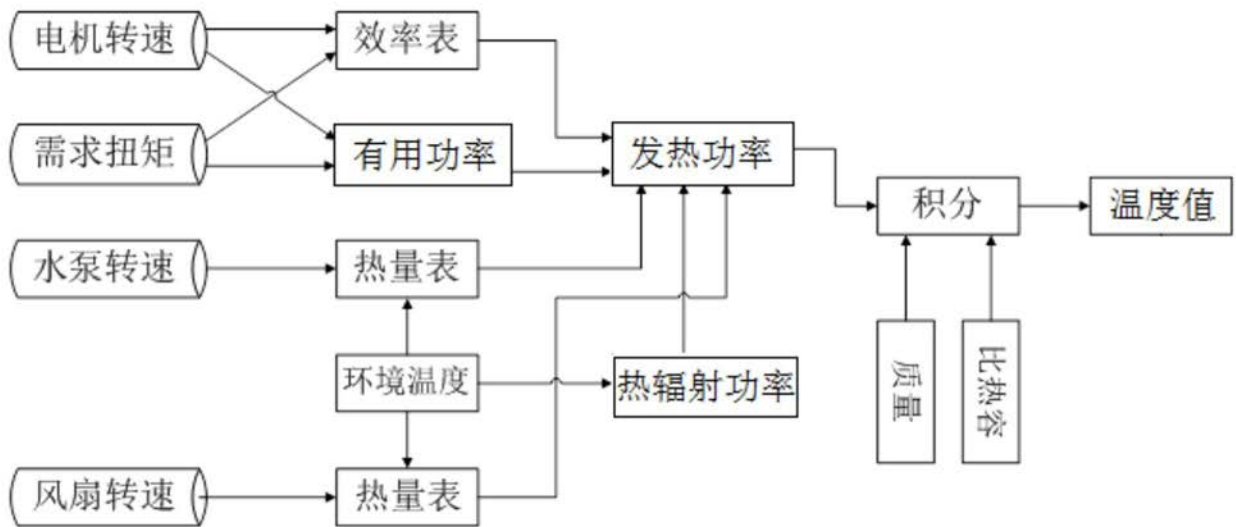 电机转速
效率表
需求扭矩
有用功率
发热功率
积分
温度值
水泵转速
热量表
环境温度
热辐射功率
质量
比热容
风扇转速
热量表